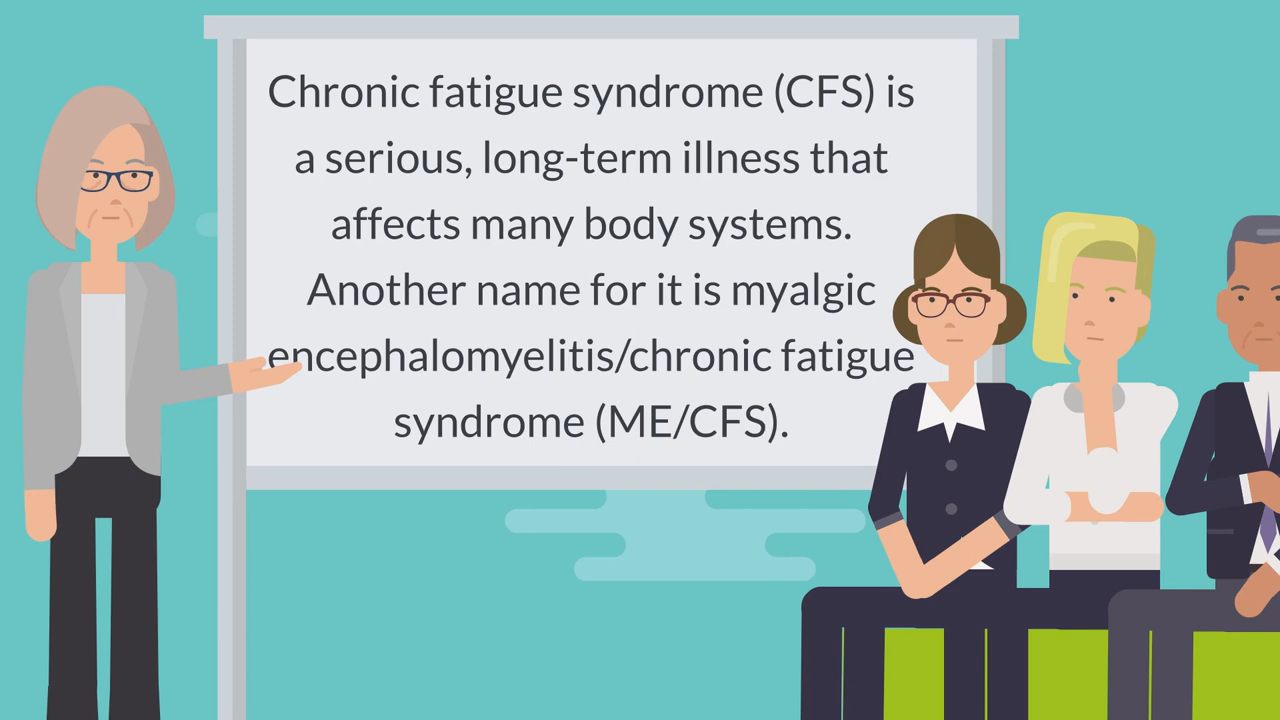 Chronic fatigue syndrome (CFS) is
a serious, long-term illness that
affects many body systems.
Another name for it is myalgic
encephalomyelitis/chronic fatigue
syndrome (ME/CFS).